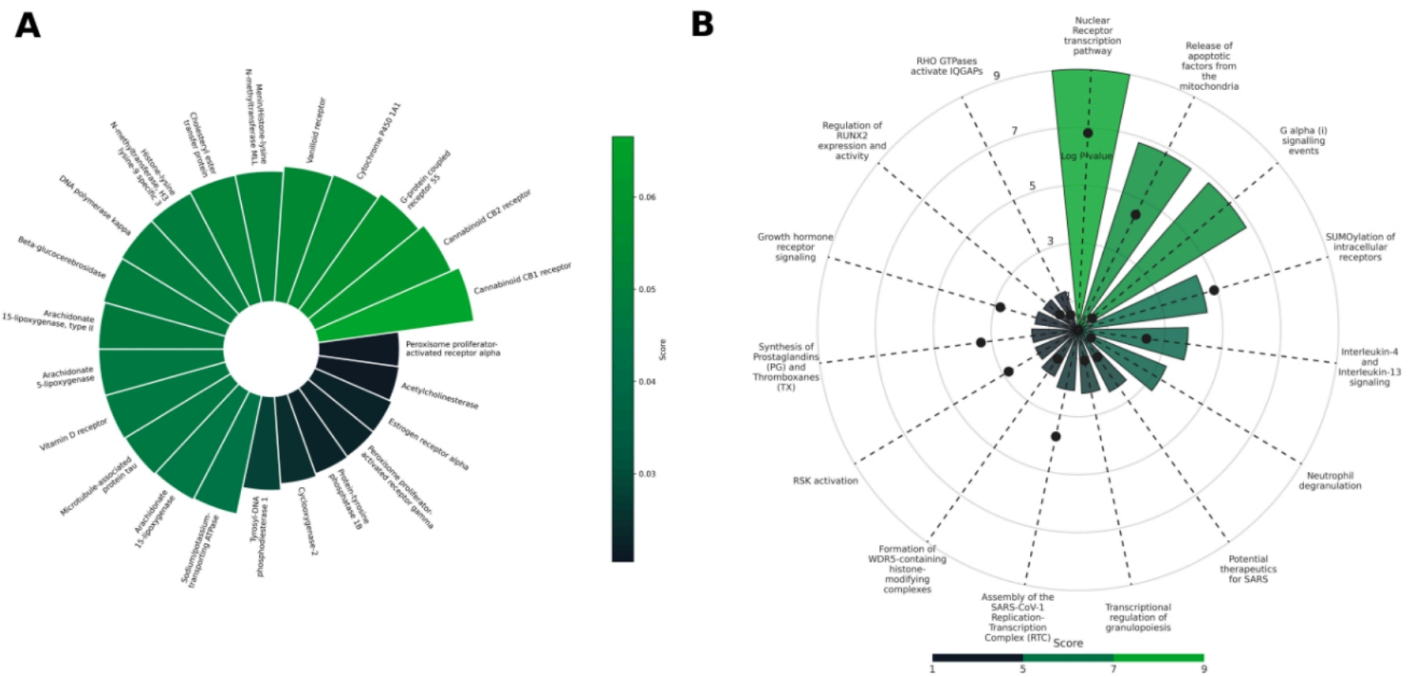 A
Menin/Histone-lysine
N-methyltransferase MLL
Vanilloid receptor
Cytochrome P450 1A1
G-protein coupled
receptor 55
Cannabinoid CB2 receptor
Cannabinoid CB1 receptor
Peroxisome proliferator-
activated receptor alpha
Acetylcholinesterase
Estrogen receptor alpha
Peroxisome proliferator-
activated receptor gamma
Protein-tyrosine
phosphatase 1B
Cyclooxygenase-2
Tyrosyl-DNA
phosphodiesterase 1
Sodium/potassium-
transporting ATPase
Arachidonate
15-lipoxygenase
Microtubule-associated
protein tau
Vitamin D receptor
Arachidonate
5-lipoxygenase
Arachidonate
15-lipoxygenase, type II
Beta-glucocerebrosidase
DNA polymerase kappa
Histone-lysine
N-methyltransferase, H3
lysine-9 specific 3
Cholesteryl ester
transfer protein
0.06
0.05
0.04
0.03
Score
B
Nuclear
Receptor
transcription
pathway
Release of
apoptotic
factors from
the
mitochondria
G alpha (i)
signalling
events
SUMOylation of
intracellular
receptors
Interleukin-4
and
Interleukin-13
signaling
Neutrophil
degranulation
Potential
therapeutics
for SARS
Transcriptional
regulation of
granulopoiesis
Assembly of the
SARS-CoV-1
Replication-
Transcription
Complex (RTC)
Formation of
WDR5-containing
histone-
modifying
complexes
RSK activation
Synthesis of
Prostaglandins
(PG) and
Thromboxanes
(TX)
Growth hormone
receptor
signaling
Regulation of
RUNX2
expression and
activity
RHO GTPases
activate IQGAPs
9
7
5
3
1
Log P-value
Score
1 5 7 9